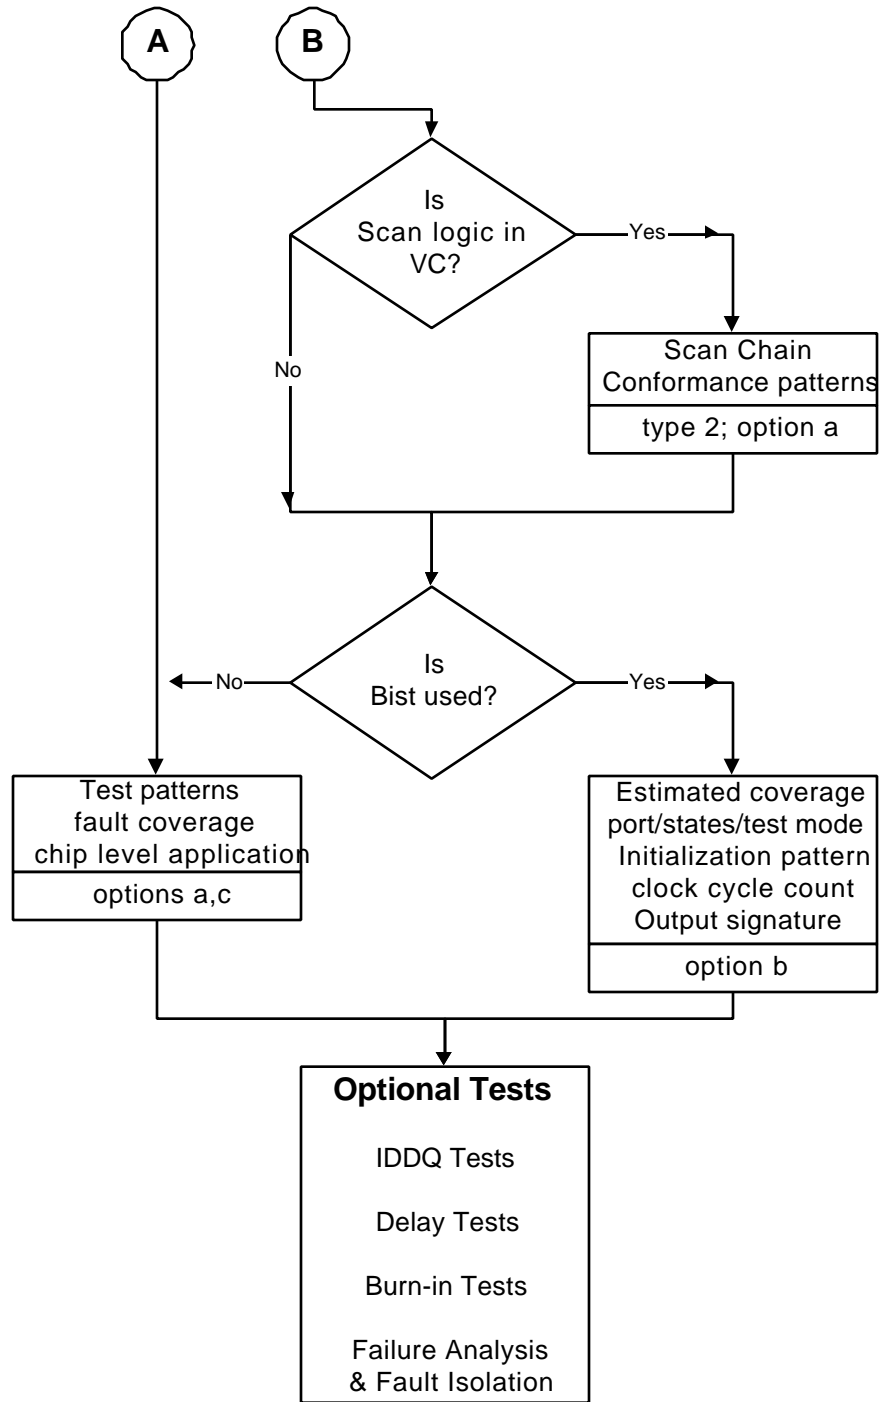 A
B
Is
Scan logic in
VC?
Yes
No
Scan Chain
Conformance patterns
type 2; option a
Is
Bist used?
No
Yes
Test patterns
fault coverage
chip level application
options a,c
Estimated coverage
port/states/test mode
Initialization pattern
clock cycle count
Output signature
option b
Optional Tests
IDDQ Tests
Delay Tests
Burn-in Tests
Failure Analysis
& Fault Isolation